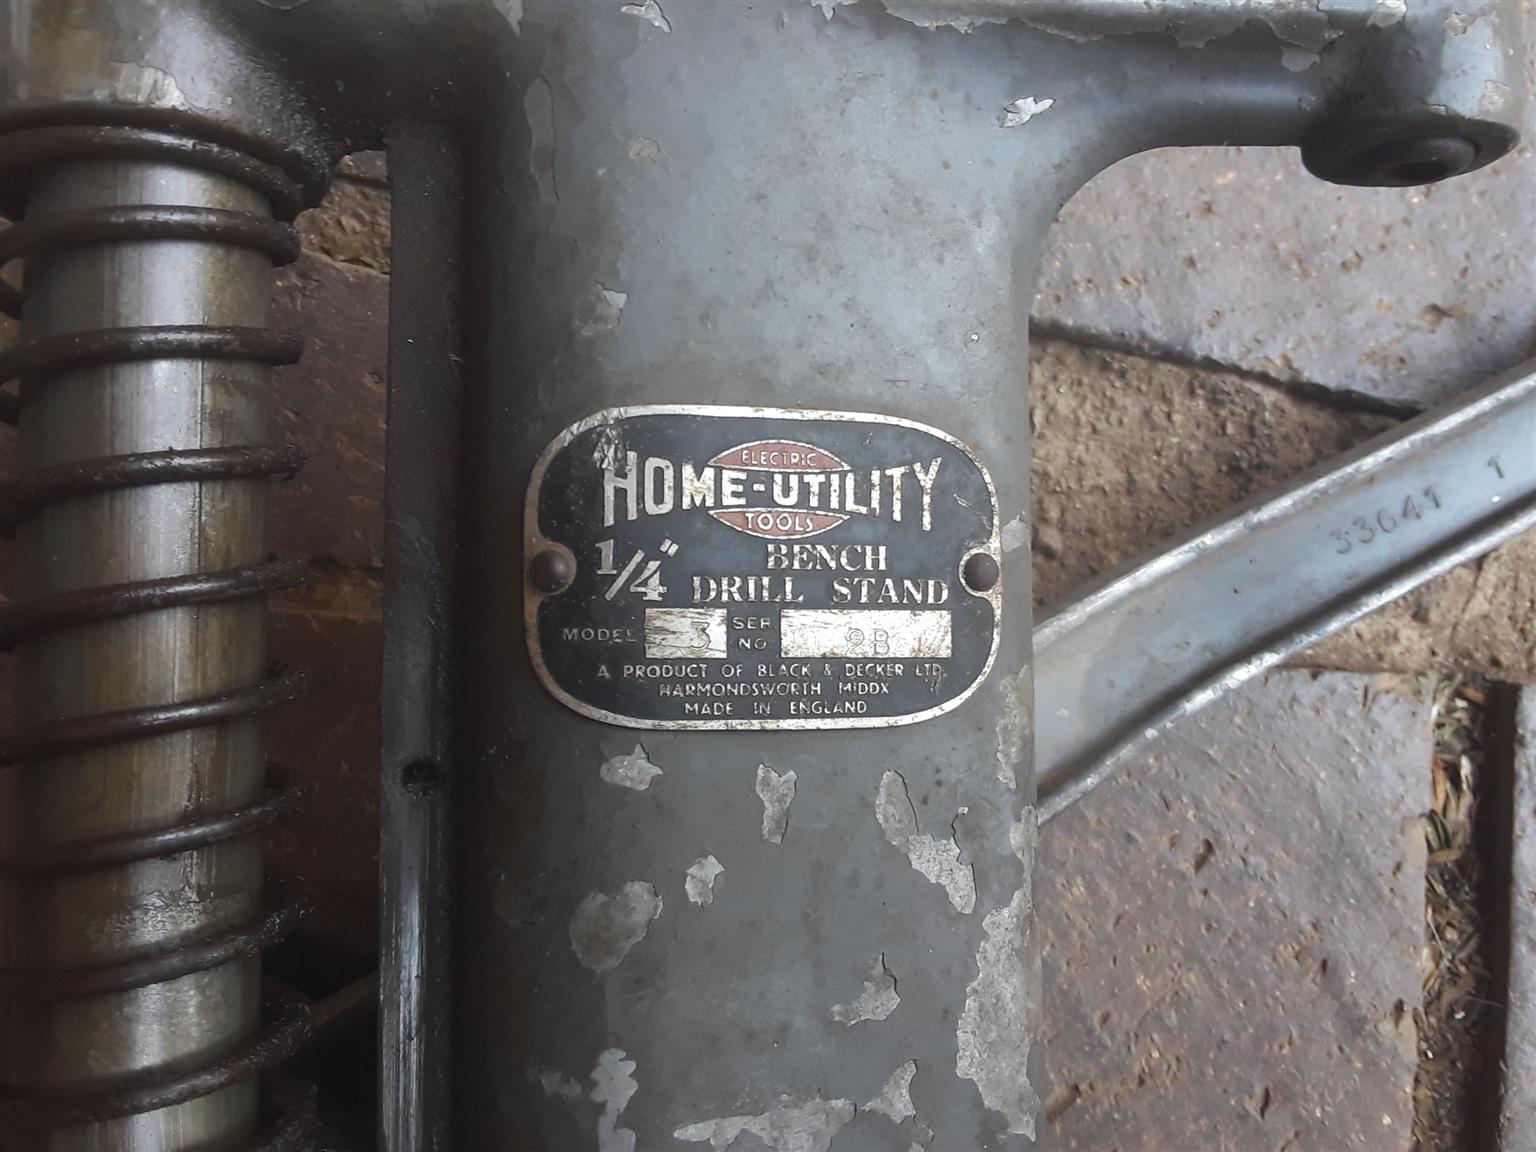 ELECTRIC
HOME-UTILITY
TOOLS
1/4" BENCH
DRILL STAND
MODEL 3 SER. NO. 2B
A PRODUCT OF BLACK & DECKER LTD.
HARMONDSWORTH MIDDX
MADE IN ENGLAND
33641 1